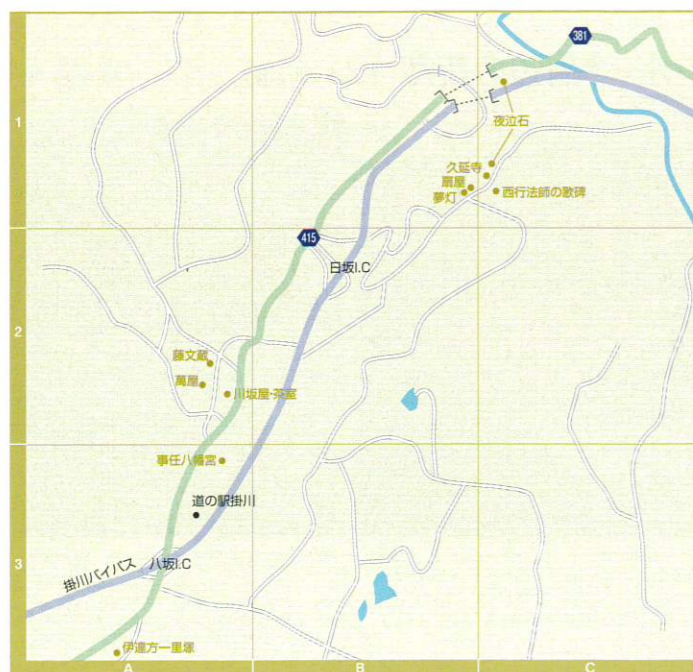 381
1
夜泣石
久延寺
扇屋
夢灯
西行法師の歌碑
415
日坂I.C
2
藤文蔵
萬屋
川坂屋・茶室
事任八幡宮
道の駅掛川
3
八坂I.C
掛川バイパス
伊達方一里塚
A
B
C